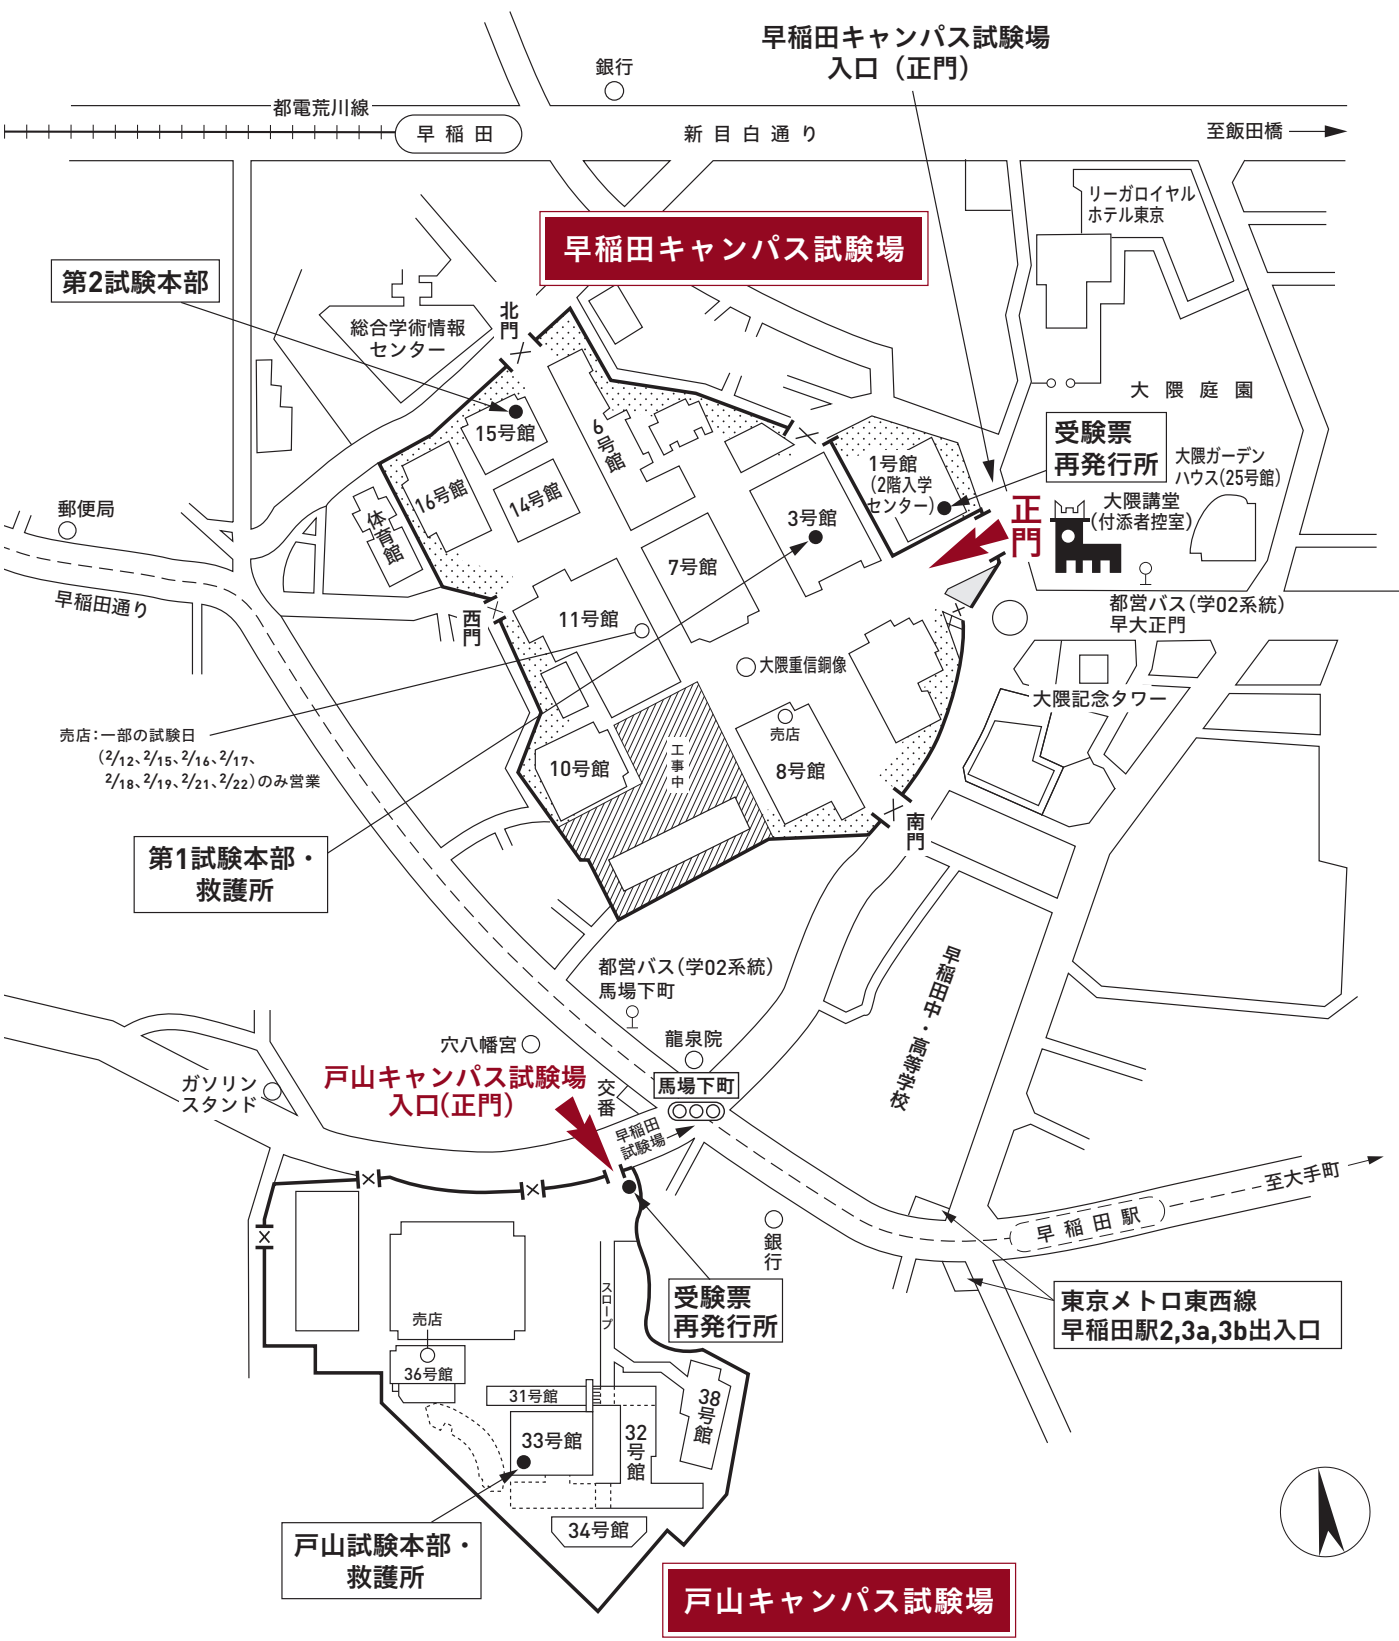 早稲田キャンパス試験場
入口（正門）
銀行
都電荒川線
早稲田
新目白通り
至飯田橋
リーガロイヤル
ホテル東京
早稲田キャンパス試験場
第2試験本部
北門
総合学術情報
センター
大隈庭園
受験票
再発行所
大隈ガーデン
ハウス(25号館)
15号館
6号館
1号館
(2階入学
センター)
16号館
14号館
大隈講堂
(付添者控室)
正門
郵便局
体育館
3号館
7号館
早稲田通り
西門
11号館
都営バス(学02系統)
早大正門
大隈重信銅像
大隈記念タワー
売店：一部の試験日
(2/12、2/15、2/16、2/17、
2/18、2/19、2/21、2/22)のみ営業
売店
工事中
10号館
8号館
南門
第1試験本部・
救護所
都営バス(学02系統)
馬場下町
早稲田中・高等学校
穴八幡宮
龍泉院
ガソリン
スタンド
戸山キャンパス試験場
入口(正門)
交番
馬場下町
早稲田
試験場
至大手町
早稲田駅
銀行
スロープ
受験票
再発行所
東京メトロ東西線
早稲田駅2,3a,3b出入口
売店
36号館
31号館
38号館
33号館
32号館
34号館
戸山試験本部・
救護所
戸山キャンパス試験場